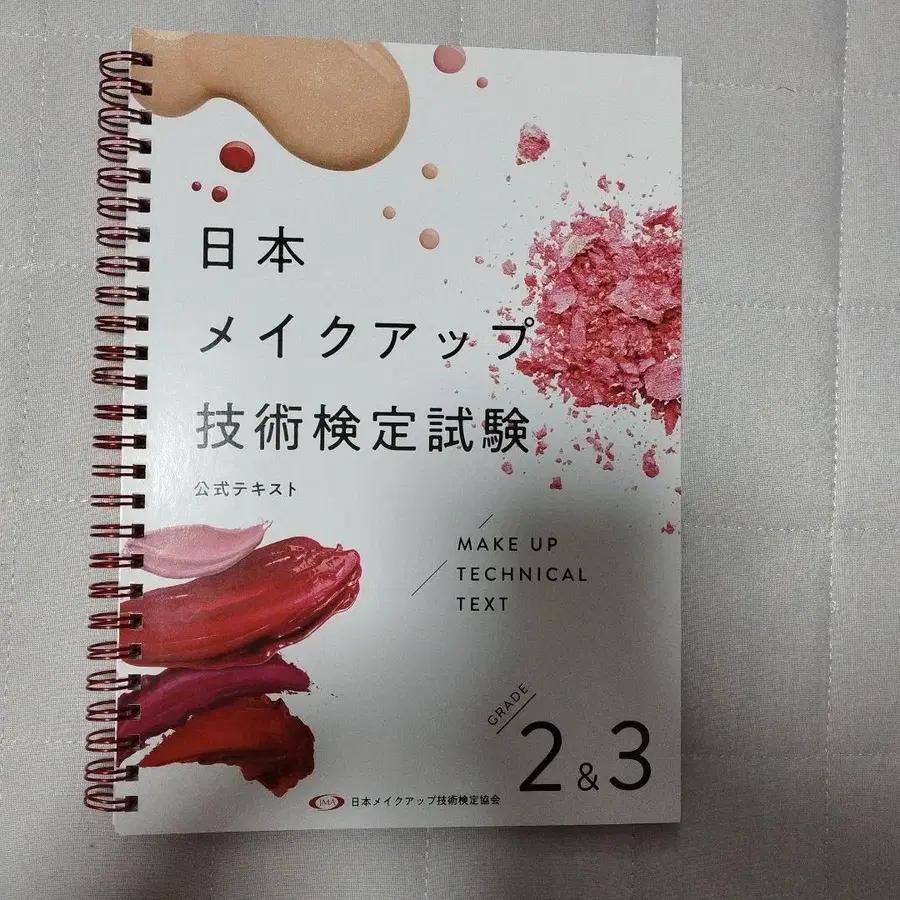 日本
メイクアップ
技術検定試験
公式テキスト
MAKE UP
TECHNICAL
TEXT
GRADE
2&3
JMA 日本メイクアップ技術検定協会